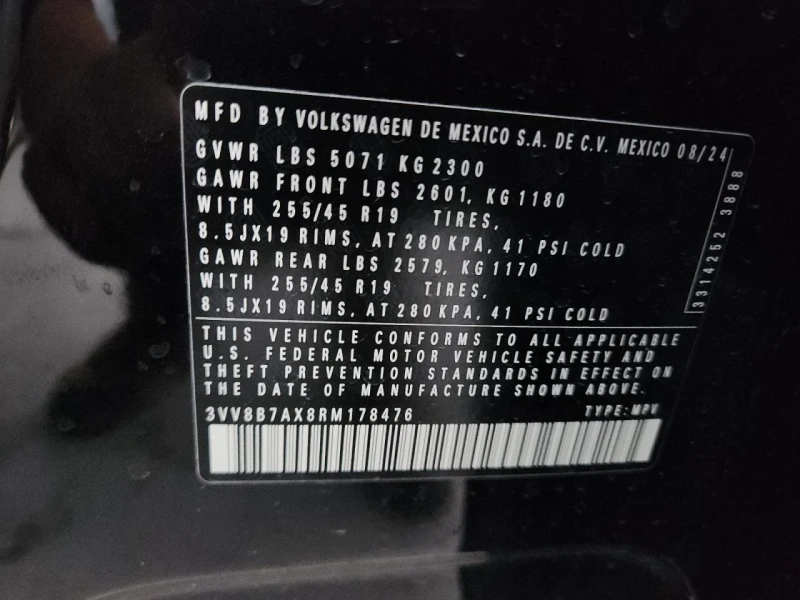 MFD BY VOLKSWAGEN DE MEXICO S.A. DE C.V. MEXICO 08/24
GVWR LBS 5071 KG 2300
GAWR FRONT LBS 2601, KG 1180
WITH 255/45 R19 TIRES,
8.5JX19 RIMS, AT 280 KPA, 41 PSI COLD
GAWR REAR LBS 2579, KG 1170
WITH 255/45 R19 TIRES,
8.5JX19 RIMS, AT 280 KPA, 41 PSI COLD
3314252 3888
THIS VEHICLE CONFORMS TO ALL APPLICABLE
U.S. FEDERAL MOTOR VEHICLE SAFETY AND
THEFT PREVENTION STANDARDS IN EFFECT ON
THE DATE OF MANUFACTURE SHOWN ABOVE.
3VV8B7AX8RM178476 TYPE: MPV